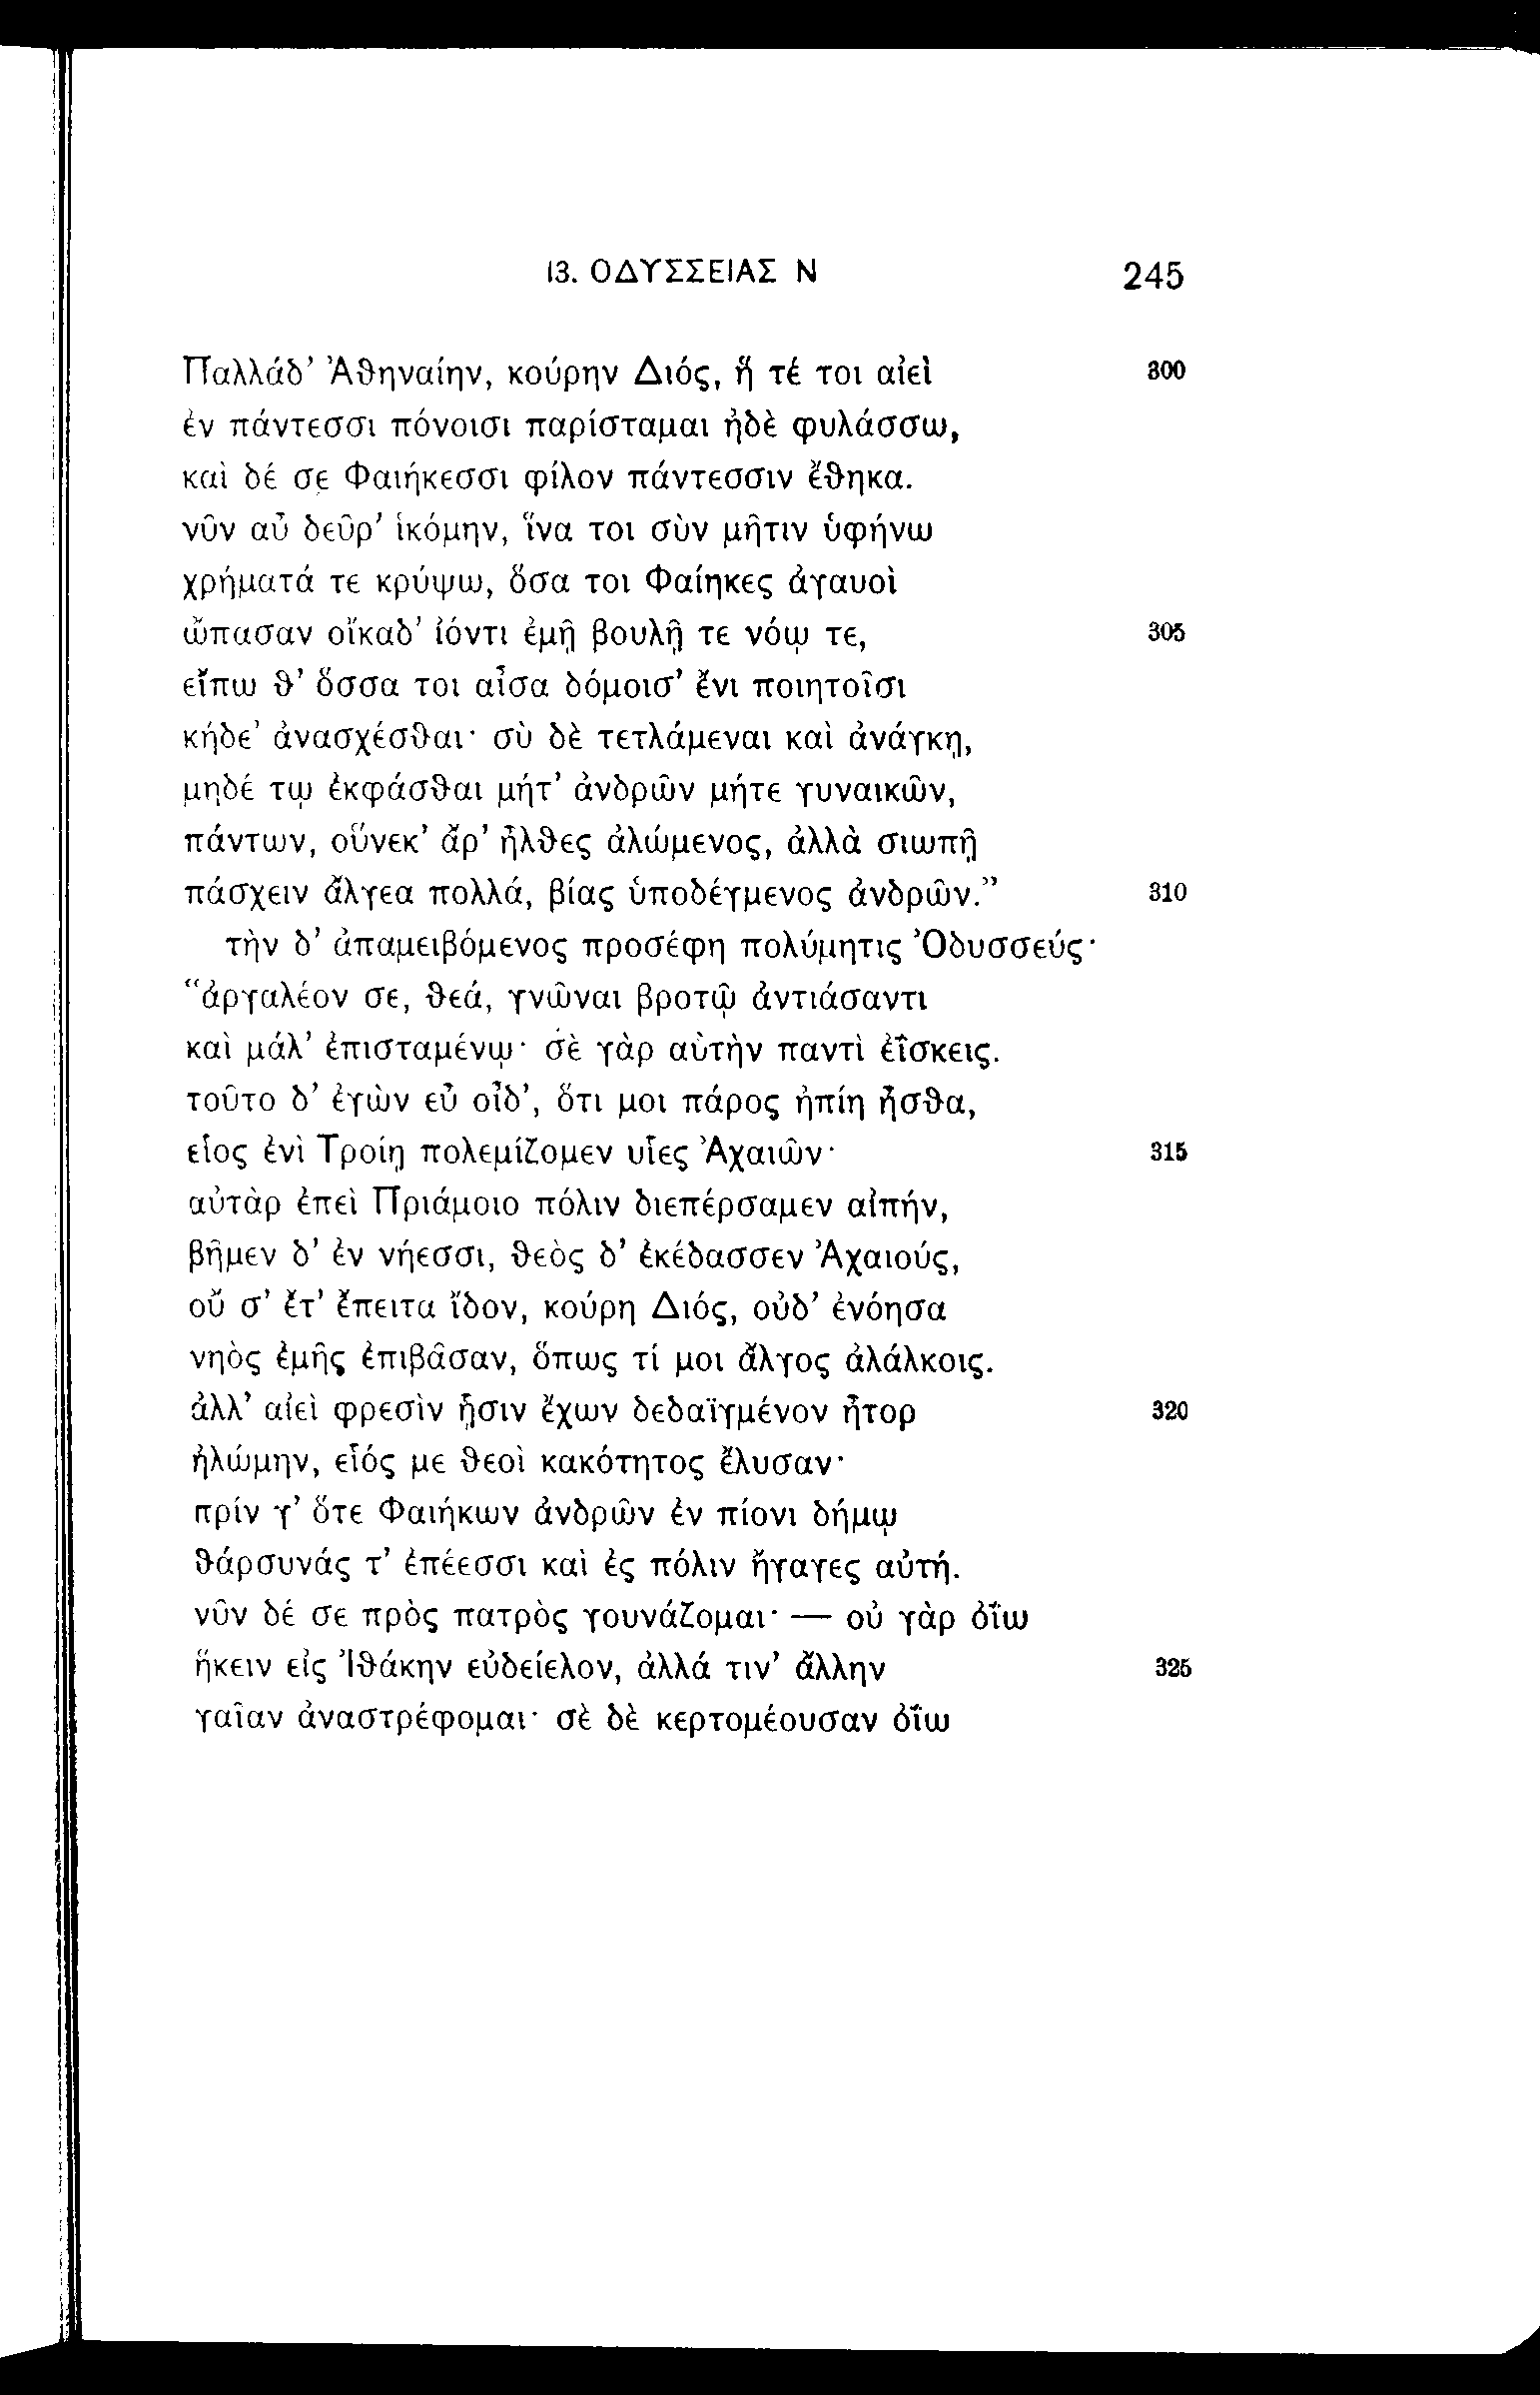 13. ΟΔΥΣΣΕΙΑΣ Ν 245
Παλλάδ’ Ἀθηναίην, κούρην Διός, ἥ τέ τοι αἰεὶ 300
ἐν πάντεσσι πόνοισι παρίσταμαι ἠδὲ φυλάσσω,
καὶ δέ σε Φαιήκεσσι φίλον πάντεσσιν ἔθηκα.
νῦν αὖ δεῦρ’ ἱκόμην, ἵνα τοι σὺν μῆτιν ὑφήνω
χρήματά τε κρύψω, ὅσα τοι Φαίηκες ἀγαυοὶ
ὤπασαν οἴκαδ’ ἰόντι ἐμῇ βουλῇ τε νόῳ τε, 305
εἴπω θ’ ὅσσα τοι αἶσα δόμοισ’ ἔνι ποιητοῖσι
κήδε’ ἀνασχέσθαι· σὺ δὲ τετλάμεναι καὶ ἀνάγκῃ,
μηδέ τῳ ἐκφάσθαι μήτ’ ἀνδρῶν μήτε γυναικῶν,
πάντων, οὕνεκ’ ἄρ’ ἦλθες ἀλώμενος, ἀλλὰ σιωπῇ
πάσχειν ἄλγεα πολλά, βίας ὑποδέγμενος ἀνδρῶν.” 310
τὴν δ’ ἀπαμειβόμενος προσέφη πολύμητις Ὀδυσσεύς·
“ἀργαλέον σε, θεά, γνῶναι βροτῷ ἀντιάσαντι
καὶ μάλ’ ἐπισταμένῳ· σὲ γὰρ αὐτὴν παντὶ ἐΐσκεις.
τοῦτο δ’ ἐγὼν εὖ οἶδ’, ὅτι μοι πάρος ἠπίη ἦσθα,
εἷος ἐνὶ Τροίῃ πολεμίζομεν υἷες Ἀχαιῶν· 315
αὐτὰρ ἐπεὶ Πριάμοιο πόλιν διεπέρσαμεν αἰπήν,
βῆμεν δ’ ἐν νήεσσι, θεὸς δ’ ἐκέδασσεν Ἀχαιούς,
οὔ σ’ ἔτ’ ἔπειτα ἴδον, κούρη Διός, οὐδ’ ἐνόησα
νηὸς ἐμῆς ἐπιβᾶσαν, ὅπως τί μοι ἄλγος ἀλάλκοις.
ἀλλ’ αἰεὶ φρεσὶν ᾗσιν ἔχων δεδαϊγμένον ἦτορ 320
ἠλώμην, εἷός με θεοὶ κακότητος ἔλυσαν·
πρίν γ’ ὅτε Φαιήκων ἀνδρῶν ἐν πίονι δήμῳ
θάρσυνάς τ’ ἐπέεσσι καὶ ἐς πόλιν ἤγαγες αὐτή.
νῦν δέ σε πρὸς πατρὸς γουνάζομαι· — οὐ γὰρ ὀΐω
ἥκειν εἰς Ἰθάκην εὐδείελον, ἀλλά τιν’ ἄλλην 325
γαῖαν ἀναστρέφομαι· σὲ δὲ κερτομέουσαν ὀΐω